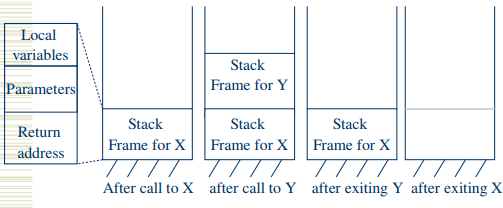 Local
variables
Parameters
Return
address
Stack
Frame for X
Stack
Frame for Y
Stack
Frame for X
Stack
Frame for X
After call to X
after call to Y
after exiting Y
after exiting X